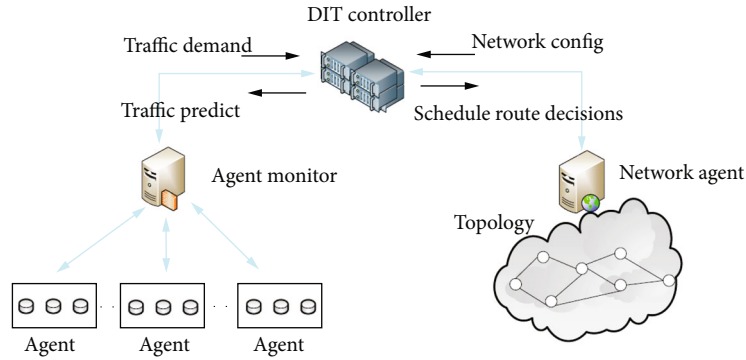 DIT controller
Traffic demand
Network config
Traffic predict
Schedule route decisions
Agent monitor
Network agent
Topology
Agent
Agent
Agent